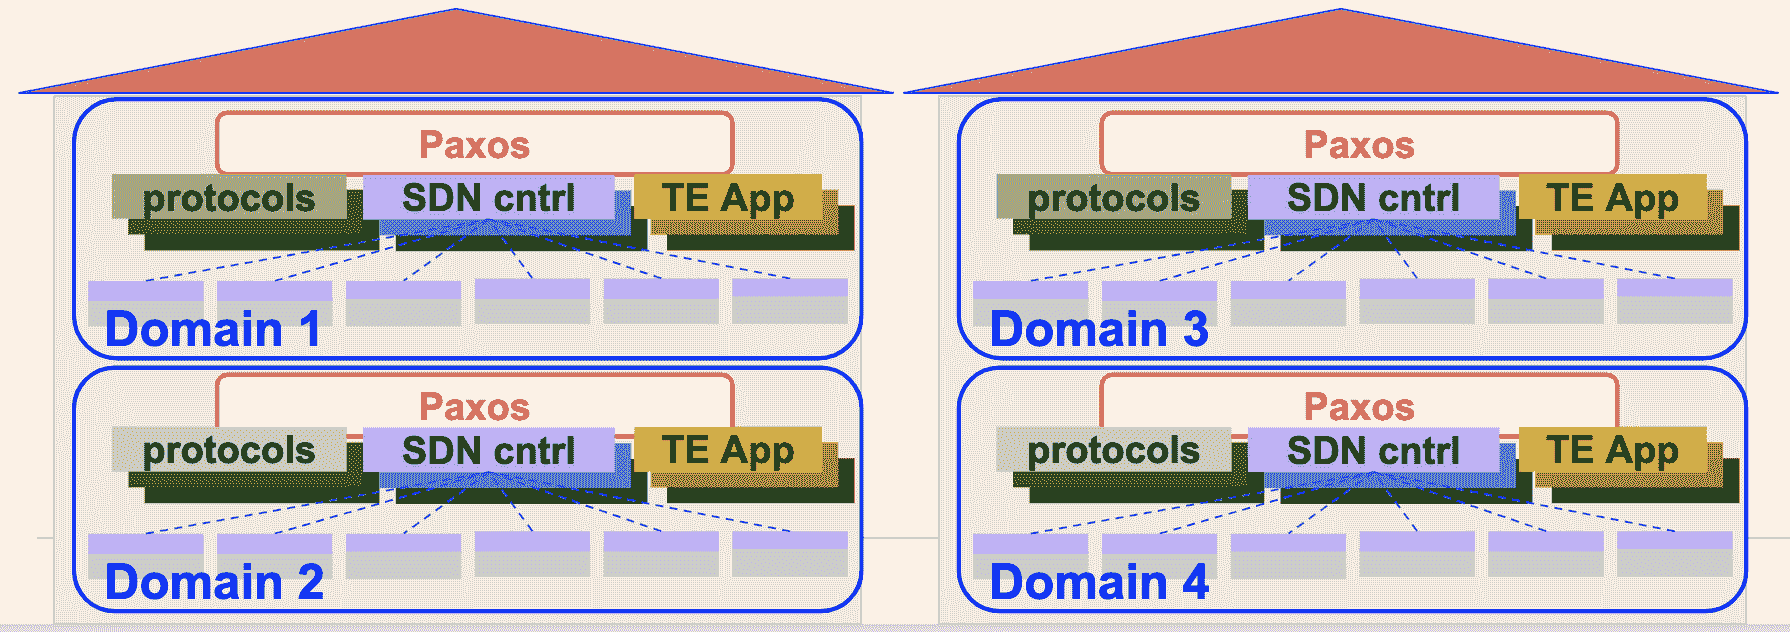 Paxos
protocols SDN cntrl TE App
Domain 1
Paxos
protocols SDN cntrl TE App
Domain 2
Paxos
protocols SDN cntrl TE App
Domain 3
Paxos
protocols SDN cntrl TE App
Domain 4